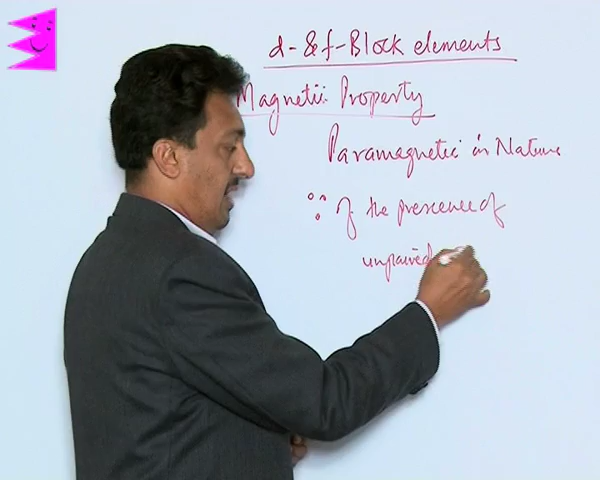 d- & f-Block elements
Magnetic Property
Paramagnetic in Nature
∵ of the presence of
unpaired